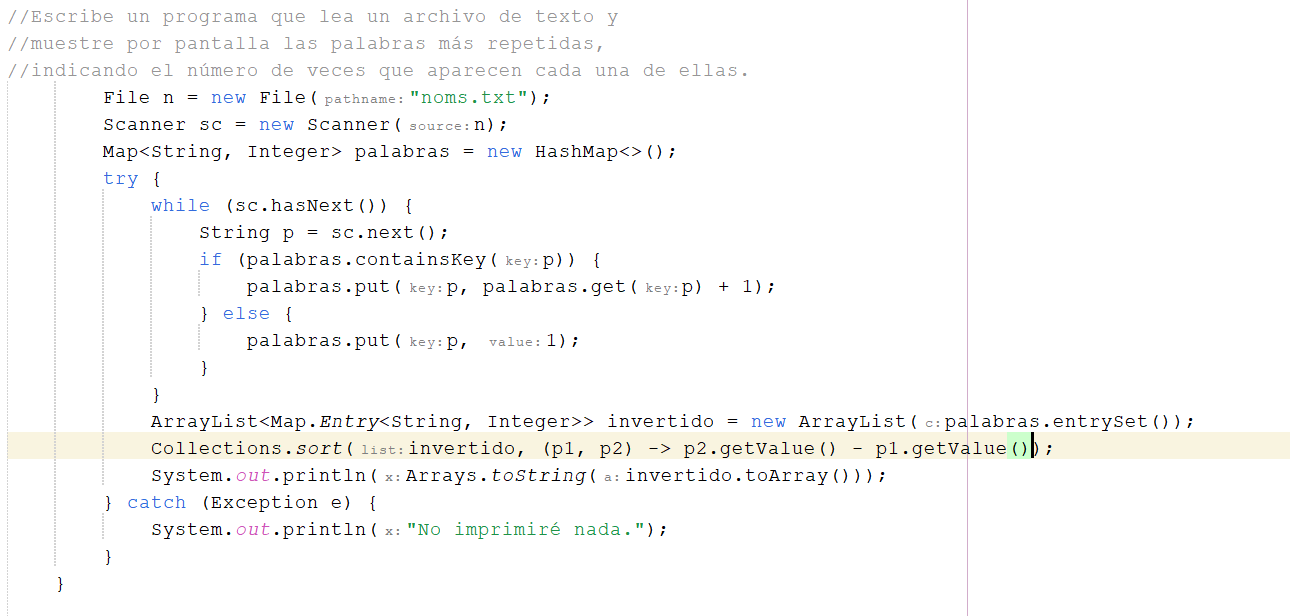 //Escribe un programa que lea un archivo de texto y
//muestre por pantalla las palabras más repetidas,
//indicando el número de veces que aparecen cada una de ellas.
File n = new File( pathname: "noms.txt");
Scanner sc = new Scanner( source: n);
Map<String, Integer> palabras = new HashMap<>();
try {
while (sc.hasNext()) {
String p = sc.next();
if (palabras.containsKey( key: p)) {
palabras.put( key: p, palabras.get( key: p) + 1);
} else {
palabras.put( key: p, value: 1);
}
}
ArrayList<Map.Entry<String, Integer>> invertido = new ArrayList( c: palabras.entrySet());
Collections.sort( list: invertido, (p1, p2) -> p2.getValue() - p1.getValue());
System.out.println( x: Arrays.toString( a: invertido.toArray()));
} catch (Exception e) {
System.out.println( x: "No imprimiré nada.");
}
}